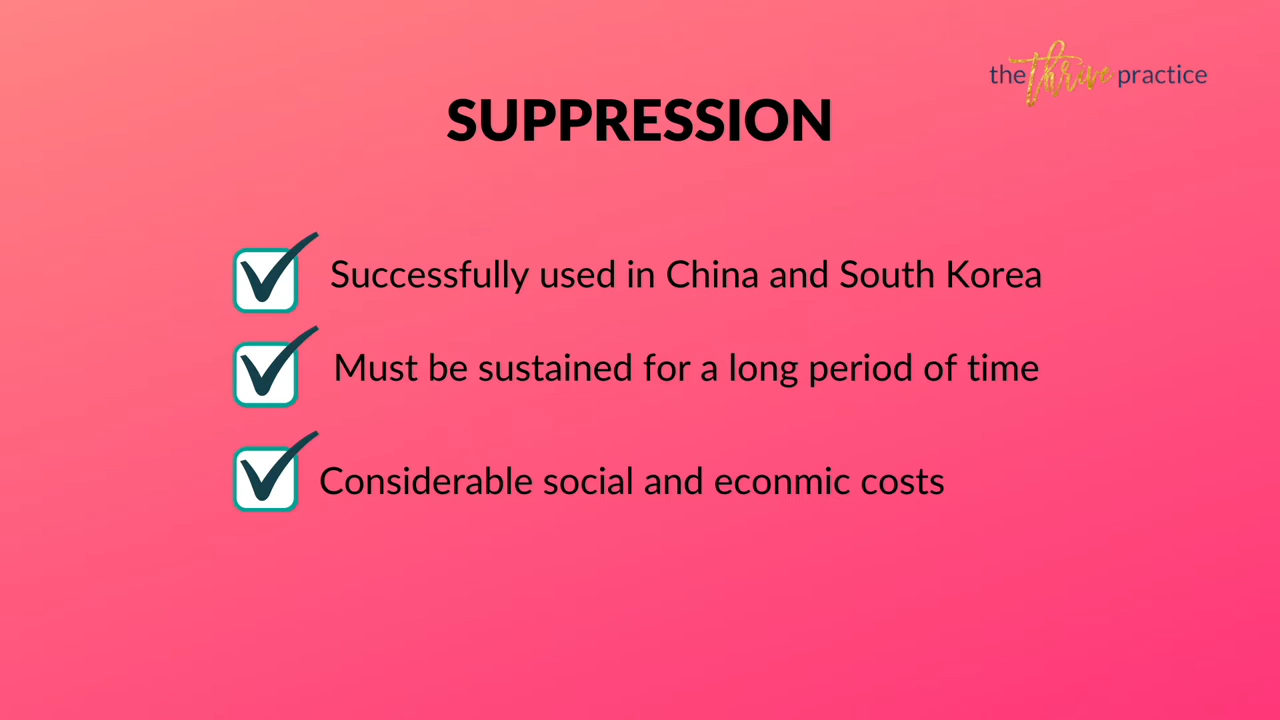 the thrive practice
SUPPRESSION
Successfully used in China and South Korea
Must be sustained for a long period of time
Considerable social and econmic costs